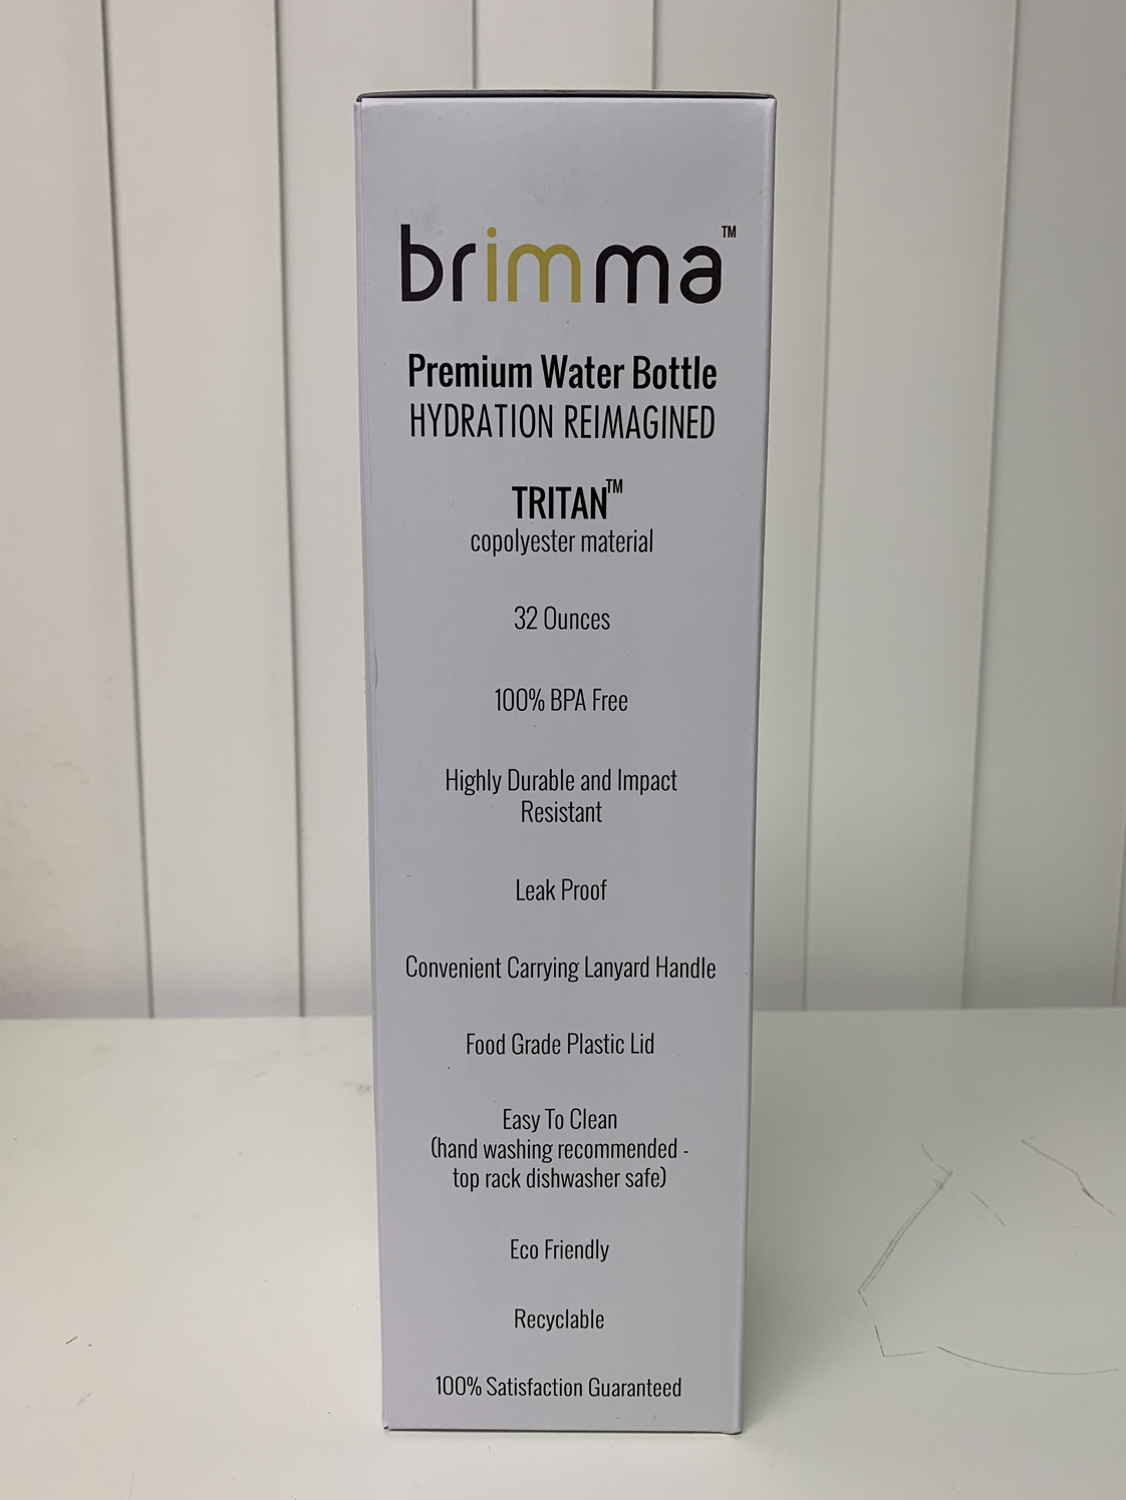 brimma™
Premium Water Bottle
HYDRATION REIMAGINED
TRITAN™
copolyester material
32 Ounces
100% BPA Free
Highly Durable and Impact
Resistant
Leak Proof
Convenient Carrying Lanyard Handle
Food Grade Plastic Lid
Easy To Clean
(hand washing recommended -
top rack dishwasher safe)
Eco Friendly
Recyclable
100% Satisfaction Guaranteed